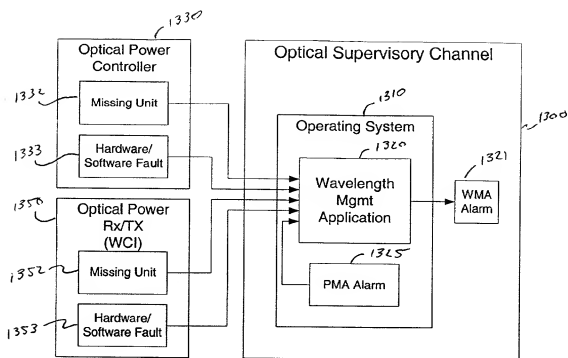 1330
Optical Power
Controller
1332
Missing Unit
1333
Hardware/
Software Fault
1350
Optical Power
Rx/TX
(WCI)
1352
Missing Unit
1353
Hardware/
Software Fault
Optical Supervisory Channel
1310
1300
Operating System
1320
Wavelength
Mgmt
Application
1321
WMA
Alarm
1325
PMA Alarm